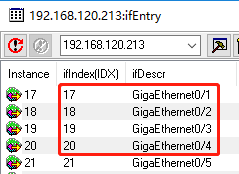 192.168.120.213:ifEntry
192.168.120.213
Instance ifIndex(IDX) ifDescr
17 17 GigaEthernet0/1
18 18 GigaEthernet0/2
19 19 GigaEthernet0/3
20 20 GigaEthernet0/4
21 21 GigaEthernet0/5